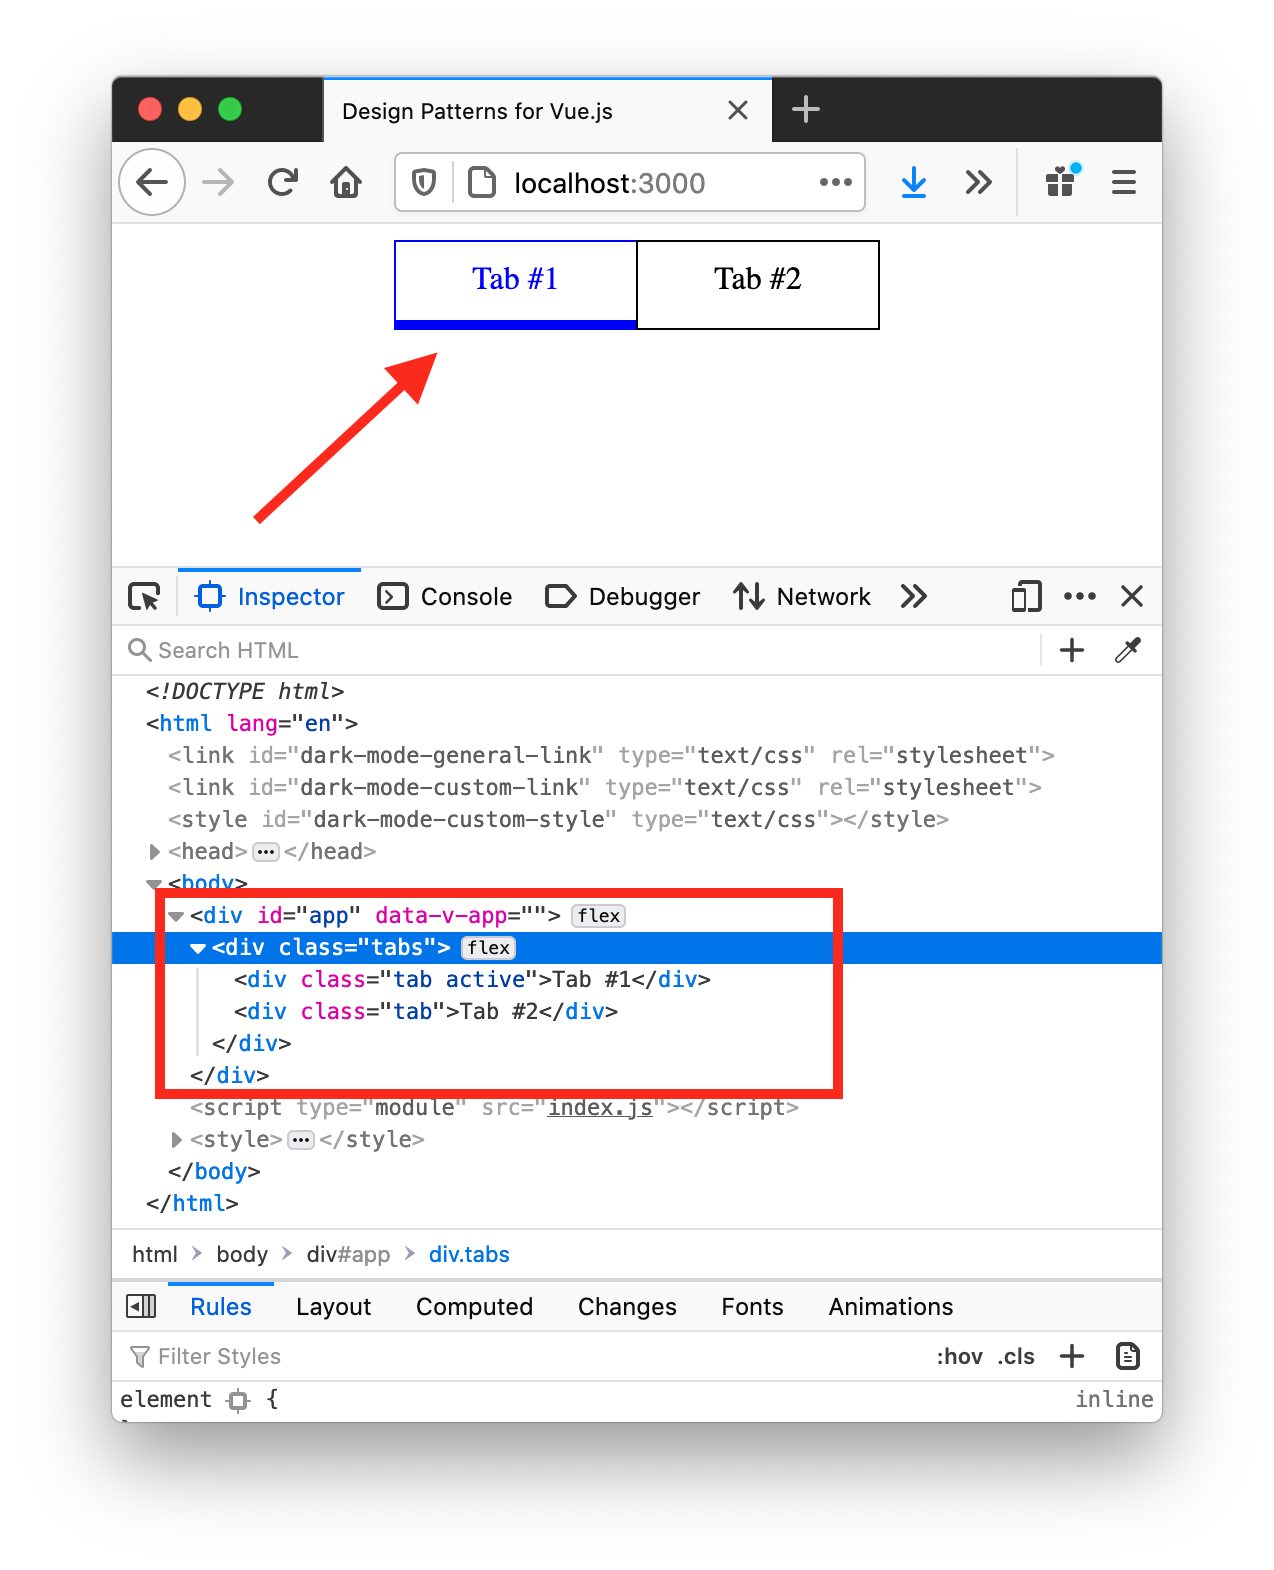 Design Patterns for Vue.js
localhost:3000
Tab #1 Tab #2
Inspector Console Debugger Network
Search HTML
<!DOCTYPE html>
<html lang="en">
<link id="dark-mode-general-link" type="text/css" rel="stylesheet">
<link id="dark-mode-custom-link" type="text/css" rel="stylesheet">
<style id="dark-mode-custom-style" type="text/css"></style>
<head>…</head>
<body>
<div id="app" data-v-app=""> flex
<div class="tabs"> flex
<div class="tab active">Tab #1</div>
<div class="tab">Tab #2</div>
</div>
</div>
<script type="module" src="index.js"></script>
<style>…</style>
</body>
</html>
html body div#app div.tabs
Rules Layout Computed Changes Fonts Animations
Filter Styles :hov .cls
element { inline